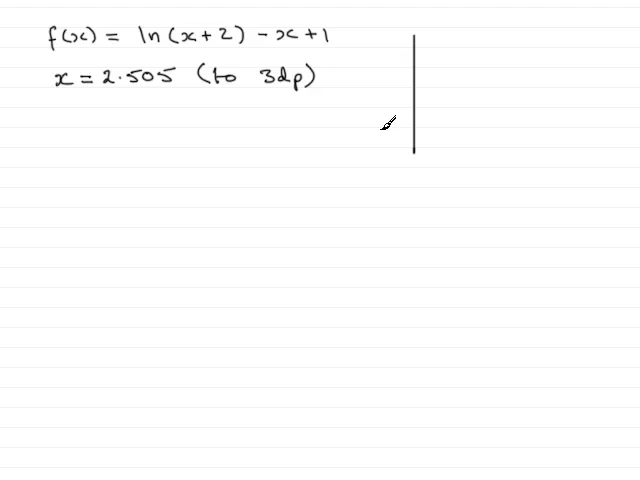 f(x) = ln(x+2) - x + 1
x = 2.505 (to 3dp)